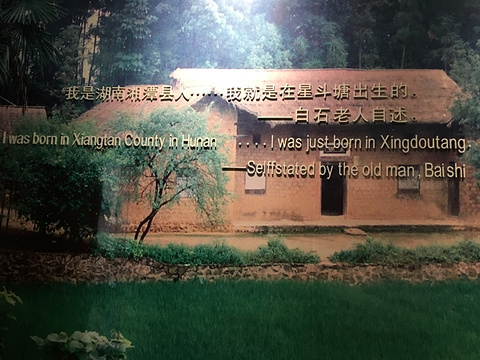 我是湖南湘潭县人······我就是在星斗塘出生的。
——白石老人自述。
I was born in Xiangtan County in Hunan ····I was just born in Xingdoutang.
—Selffstated by the old man, Baishi